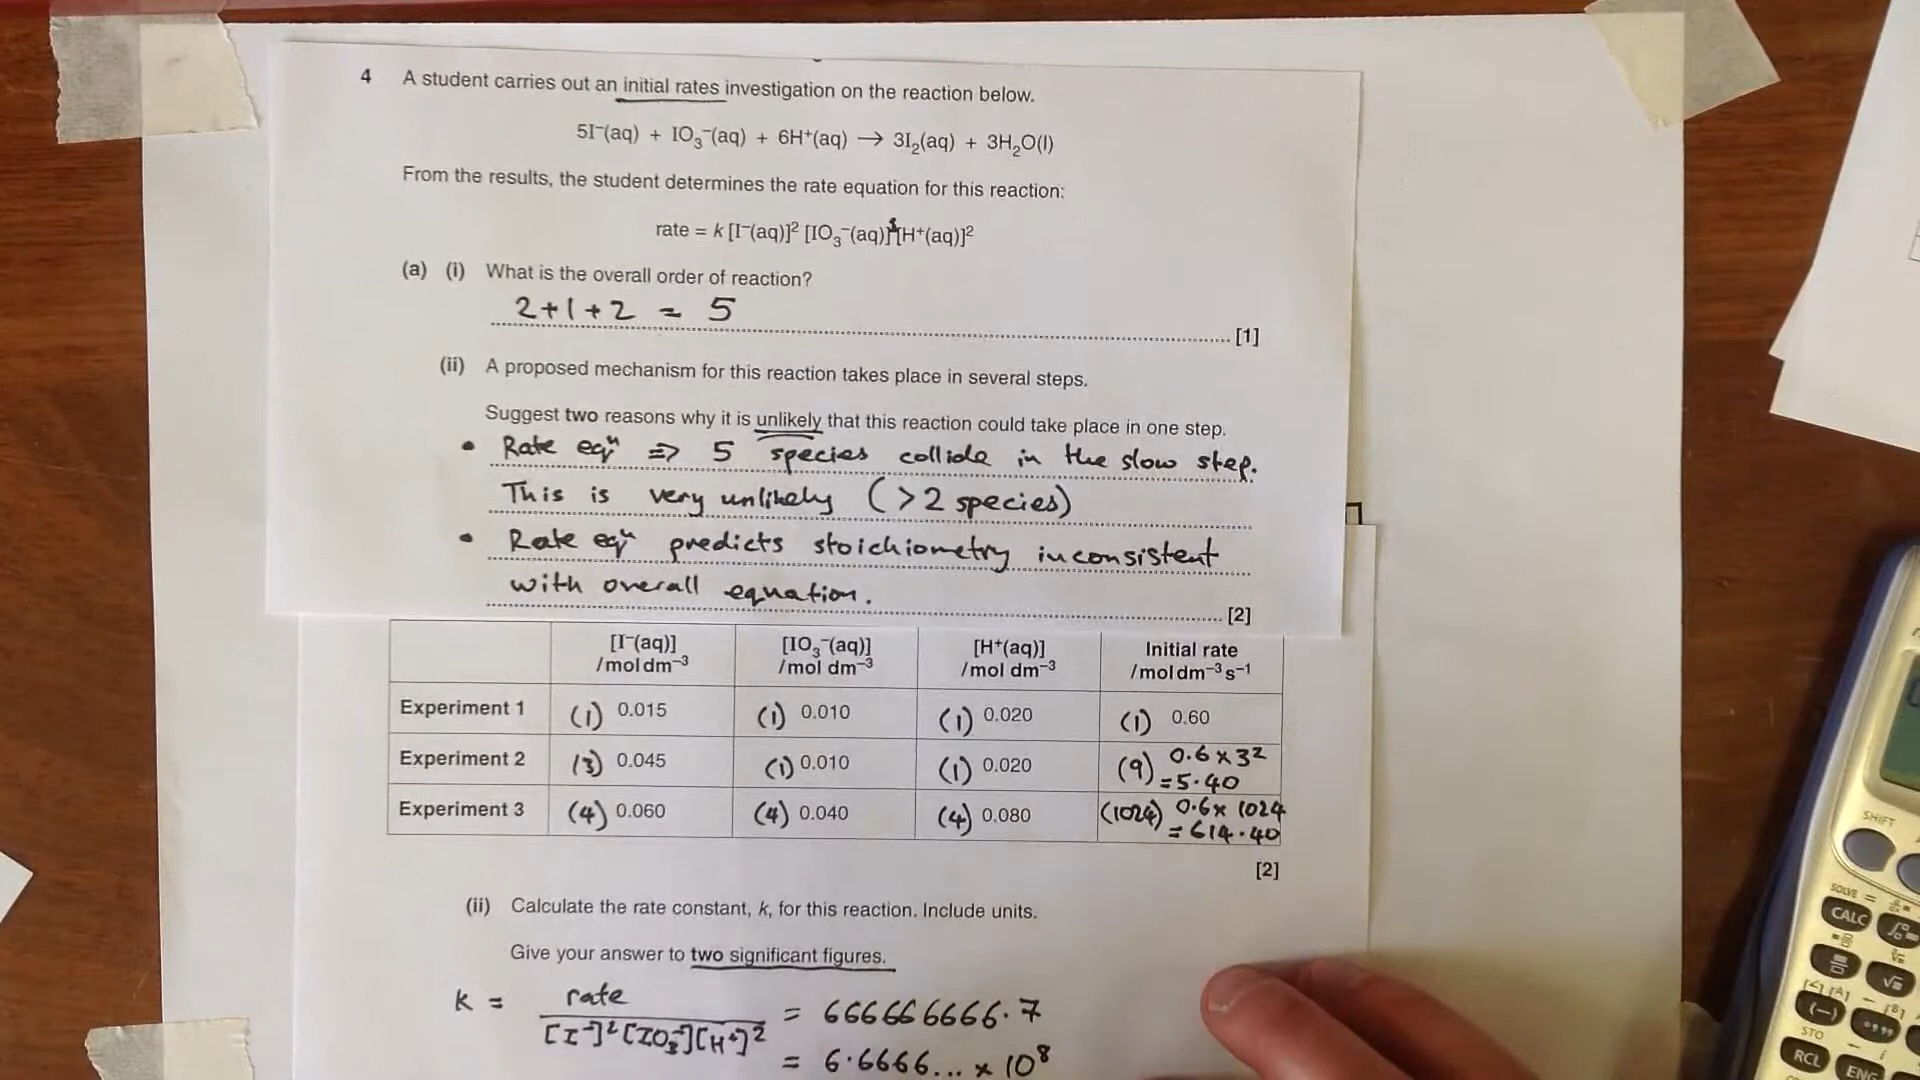 4 A student carries out an initial rates investigation on the reaction below.
5I⁻(aq) + IO₃⁻(aq) + 6H⁺(aq) → 3I₂(aq) + 3H₂O(l)
From the results, the student determines the rate equation for this reaction:
rate = k [I⁻(aq)]² [IO₃⁻(aq)]¹ [H⁺(aq)]²
(a) (i) What is the overall order of reaction?
2+1+2 = 5
[1]
(ii) A proposed mechanism for this reaction takes place in several steps.
Suggest two reasons why it is unlikely that this reaction could take place in one step.
• Rate eqⁿ ⇒ 5 species collide in the slow step.
This is very unlikely (>2 species)
• Rate eqⁿ predicts stoichiometry inconsistent
with overall equation.
[2]
[I⁻(aq)] /mol dm⁻³ [IO₃⁻(aq)] /mol dm⁻³ [H⁺(aq)] /mol dm⁻³ Initial rate /mol dm⁻³ s⁻¹
Experiment 1 (1) 0.015 (1) 0.010 (1) 0.020 (1) 0.60
Experiment 2 (3) 0.045 (1) 0.010 (1) 0.020 (9) 0.6 × 3² = 5.40
Experiment 3 (4) 0.060 (4) 0.040 (4) 0.080 (1024) 0.6 × 1024 = 614.40
[2]
(ii) Calculate the rate constant, k, for this reaction. Include units.
Give your answer to two significant figures.
k = rate / [I⁻]² [IO₃⁻] [H⁺]² = 666666666.7
= 6.6666... × 10⁸
SHIFT
SOLVE =
CALC
(−)
STO
RCL
ENG